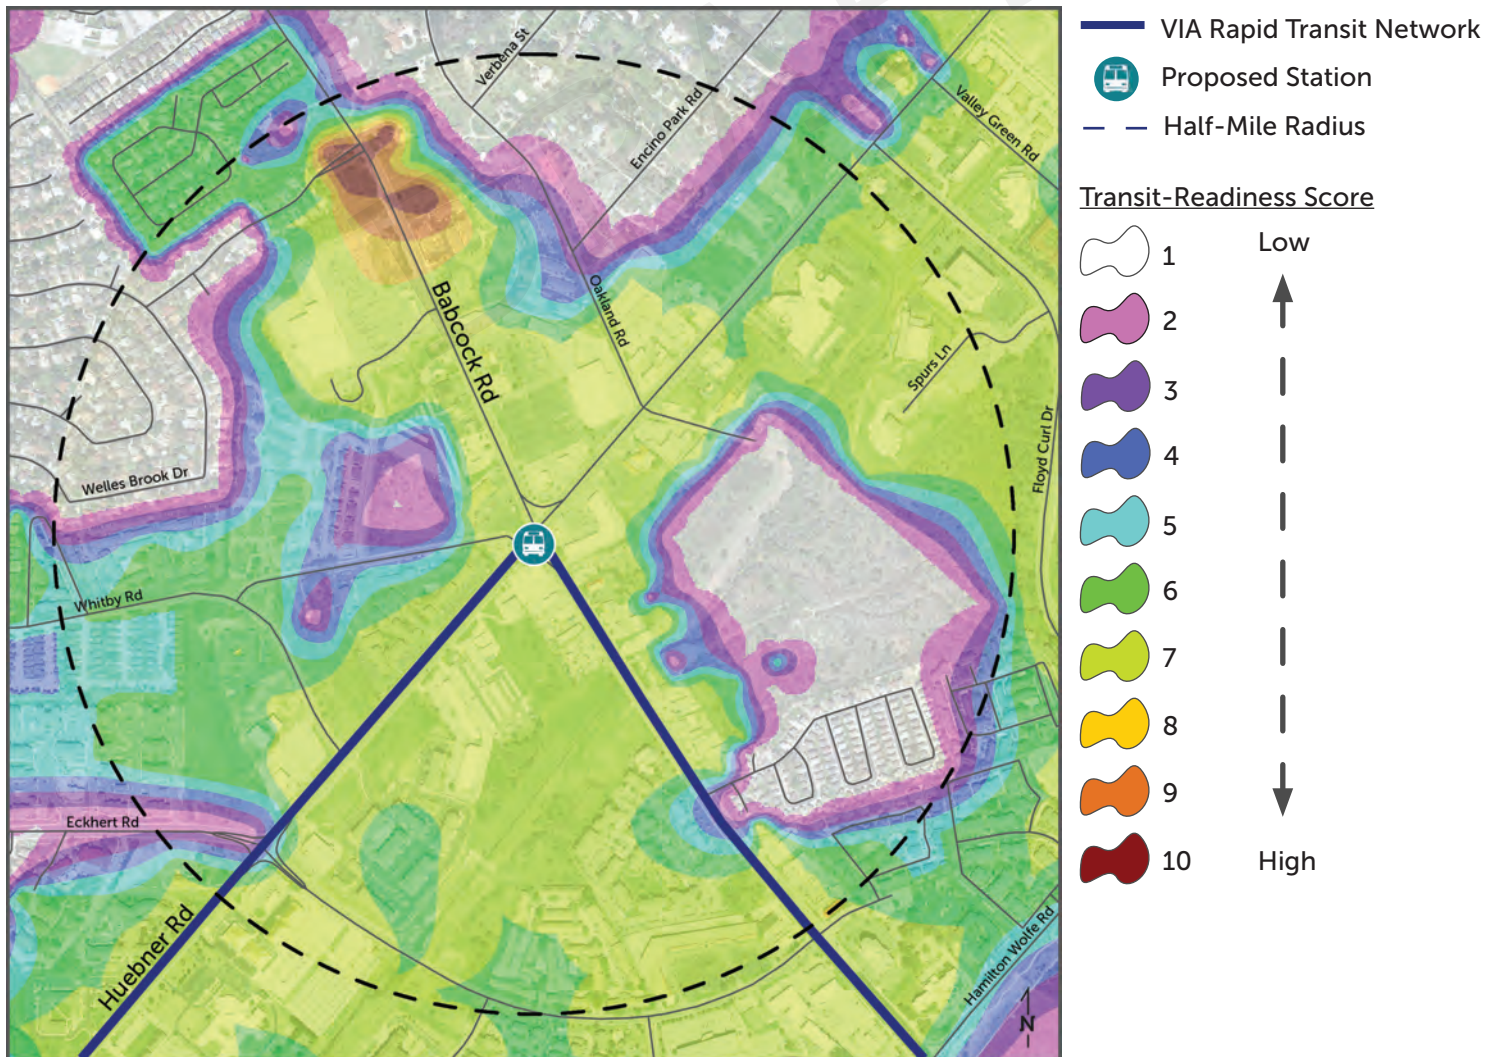 VIA Rapid Transit Network
Proposed Station
Half-Mile Radius
Transit-Readiness Score
Low
1
2
3
4
5
6
7
8
9
10
High
Verbena St
Encino Park Rd
Valley Green Rd
Oakland Rd
Babcock Rd
Spurs Ln
Floyd Curl Dr
Welles Brook Dr
Whitby Rd
Eckhert Rd
Huebner Rd
Hamilton Wolfe Rd
N